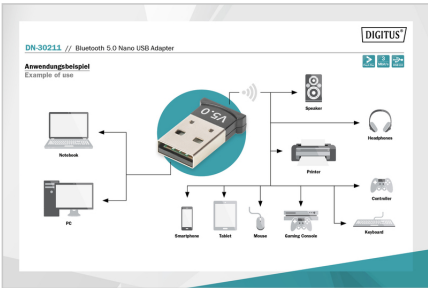 DIGITUS®
DN-30211 // Bluetooth 5.0 Nano USB Adapter
Anwendungsbeispiel
Example of use
V5.0
Speaker
Headphones
Notebook
Printer
Controller
PC
Smartphone
Tablet
Mouse
Gaming Console
Keyboard